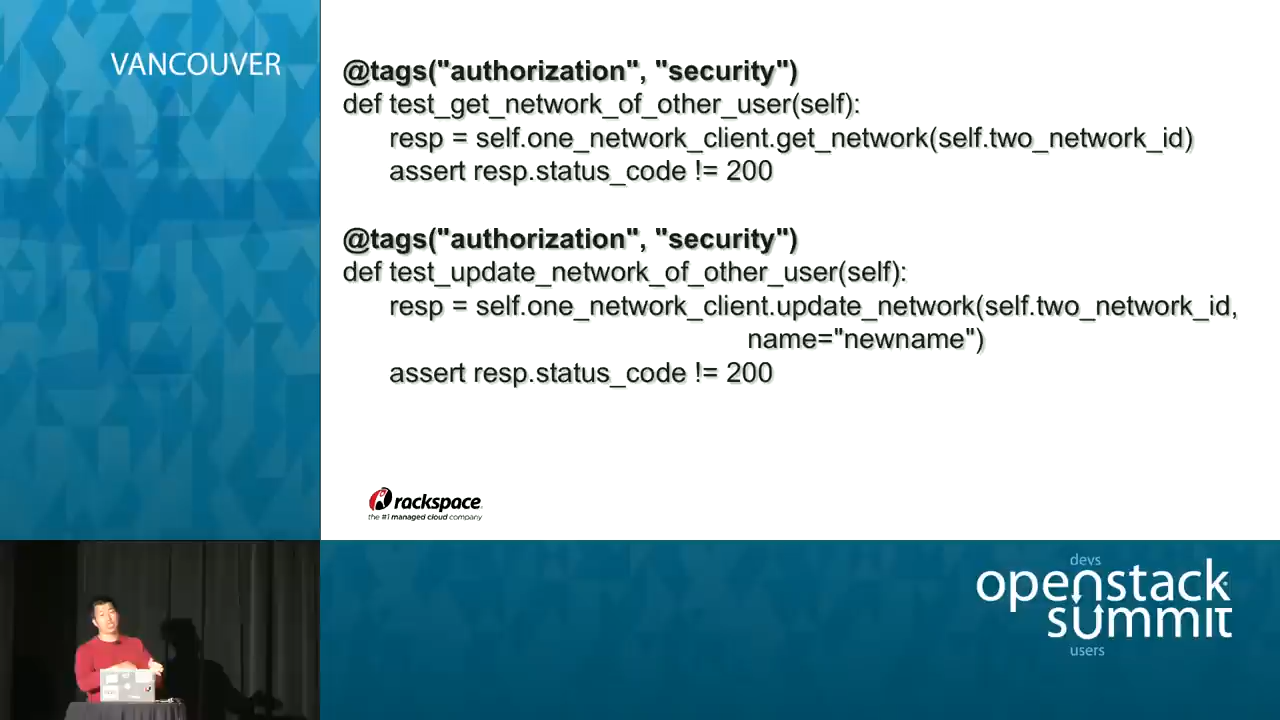 VANCOUVER
@tags("authorization", "security")
def test_get_network_of_other_user(self):
resp = self.one_network_client.get_network(self.two_network_id)
assert resp.status_code != 200
@tags("authorization", "security")
def test_update_network_of_other_user(self):
resp = self.one_network_client.update_network(self.two_network_id,
name="newname")
assert resp.status_code != 200
rackspace
the #1 managed cloud company
devs
openstack
summit
users